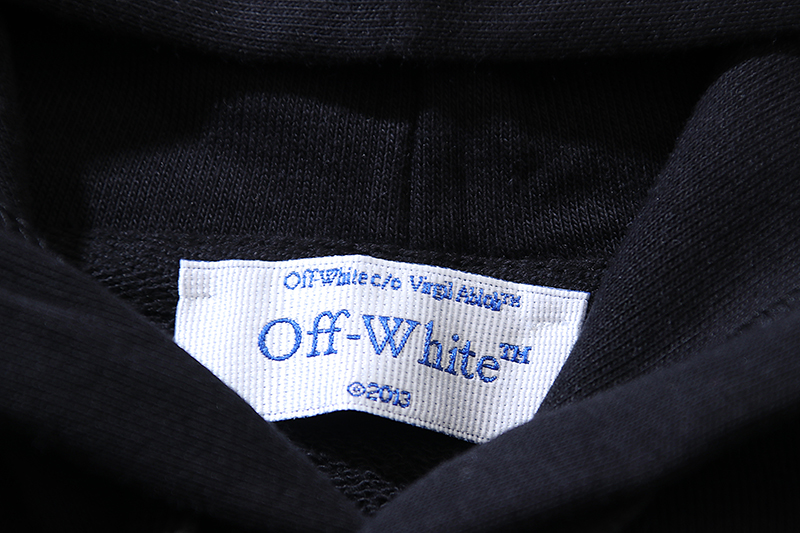 Off-White c/o Virgil Abloh™
Off-White™
©2013